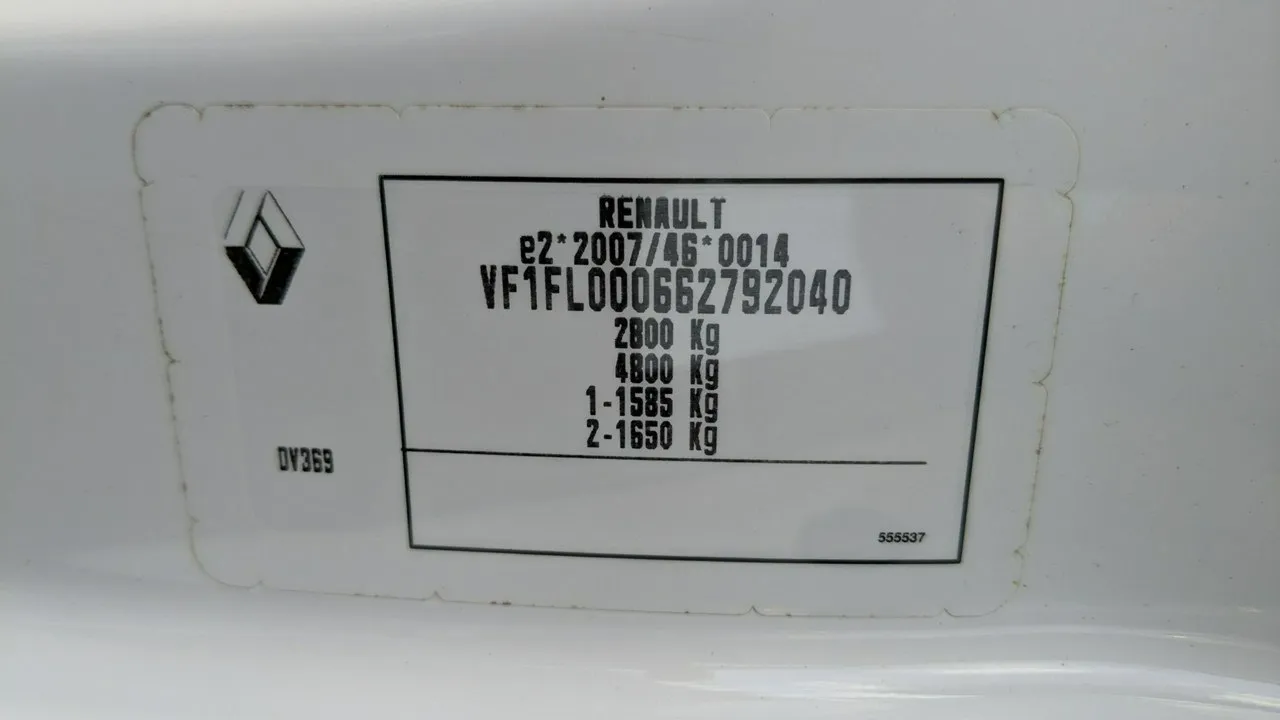 RENAULT
e2*2007/46*0014
VF1FL000662792040
2800 Kg
4800 Kg
1-1585 Kg
2-1650 Kg
DV369
555537